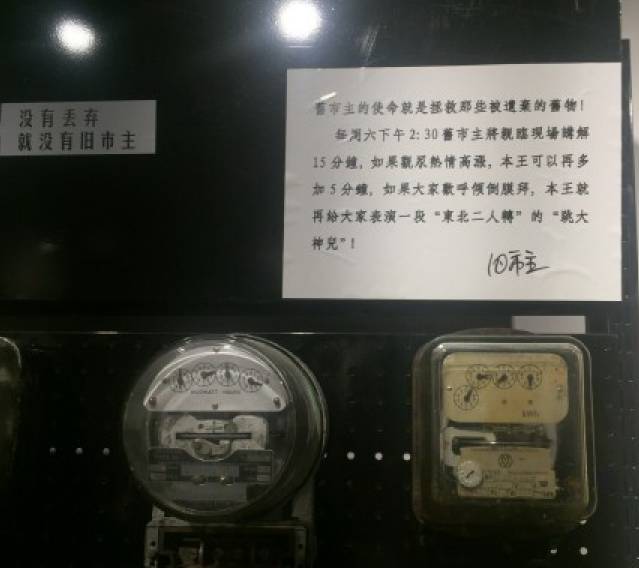 没有丢弃
就没有旧市主
舊市主的使命就是拯救那些被遺棄的舊物！
每周六下午2:30舊市主將親臨現場講解
15分鐘，如果觀眾熱情高漲，本王可以再多
加5分鐘，如果大家歡呼傾倒膜拜，本王就
再給大家表演一段“東北二人轉”的“跳大
神兒”！
旧市主
KILOWATT HOURS
kWh